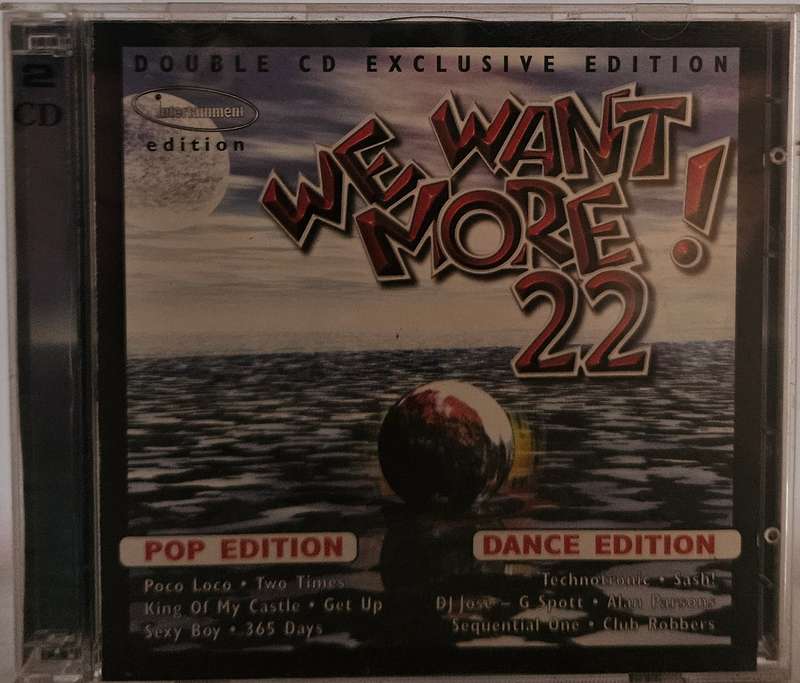 DOUBLE CD EXCLUSIVE EDITION
2
CD
intertainment
edition
WE WANT
MORE!
22
POP EDITION
Poco Loco • Two Times
King Of My Castle • Get Up
Sexy Boy • 365 Days
DANCE EDITION
Technotronic • Sash!
DJ Jose – G Spott • Alan Parsons
Sequential One • Club Robbers